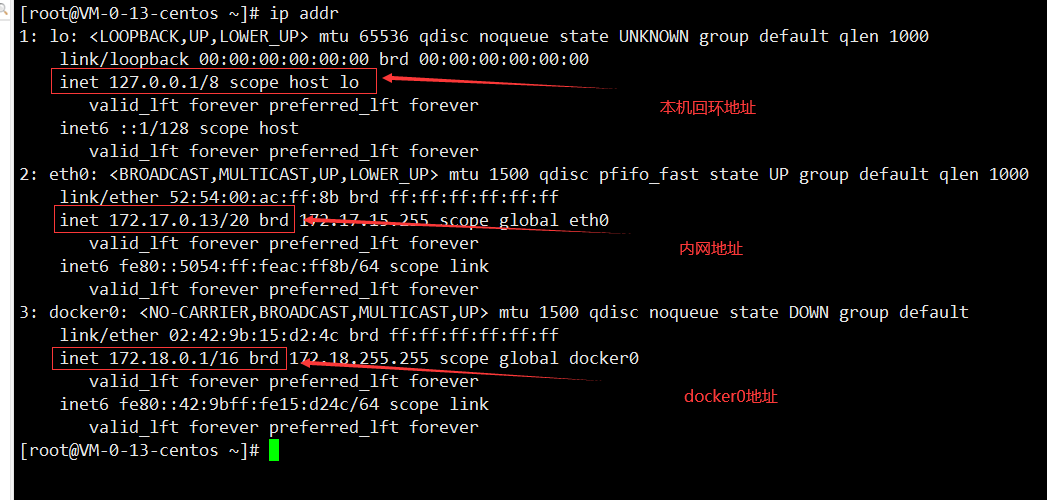 [root@VM-0-13-centos ~]# ip addr
1: lo: <LOOPBACK,UP,LOWER_UP> mtu 65536 qdisc noqueue state UNKNOWN group default qlen 1000
link/loopback 00:00:00:00:00:00 brd 00:00:00:00:00:00
inet 127.0.0.1/8 scope host lo
本机回环地址
valid_lft forever preferred_lft forever
inet6 ::1/128 scope host
valid_lft forever preferred_lft forever
2: eth0: <BROADCAST,MULTICAST,UP,LOWER_UP> mtu 1500 qdisc pfifo_fast state UP group default qlen 1000
link/ether 52:54:00:ac:ff:8b brd ff:ff:ff:ff:ff:ff
inet 172.17.0.13/20 brd 172.17.15.255 scope global eth0
内网地址
valid_lft forever preferred_lft forever
inet6 fe80::5054:ff:feac:ff8b/64 scope link
valid_lft forever preferred_lft forever
3: docker0: <NO-CARRIER,BROADCAST,MULTICAST,UP> mtu 1500 qdisc noqueue state DOWN group default
link/ether 02:42:9b:15:d2:4c brd ff:ff:ff:ff:ff:ff
inet 172.18.0.1/16 brd 172.18.255.255 scope global docker0
docker0地址
valid_lft forever preferred_lft forever
inet6 fe80::42:9bff:fe15:d24c/64 scope link
valid_lft forever preferred_lft forever
[root@VM-0-13-centos ~]#